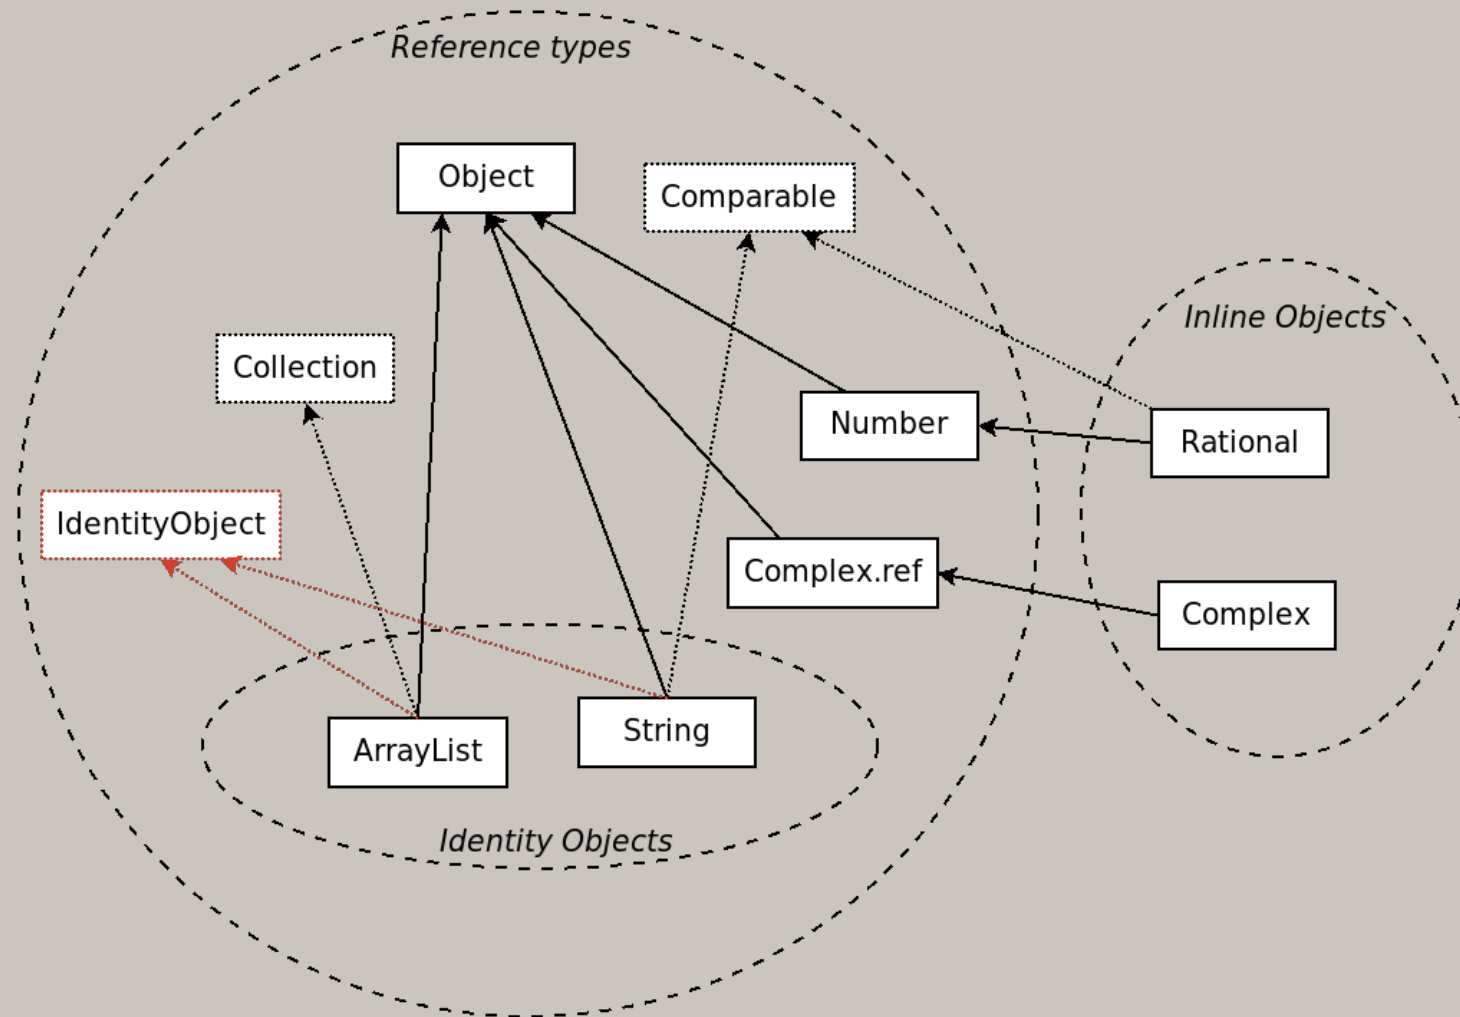 Reference types
Object
Comparable
Inline Objects
Collection
Number
Rational
IdentityObject
Complex.ref
Complex
String
ArrayList
Identity Objects